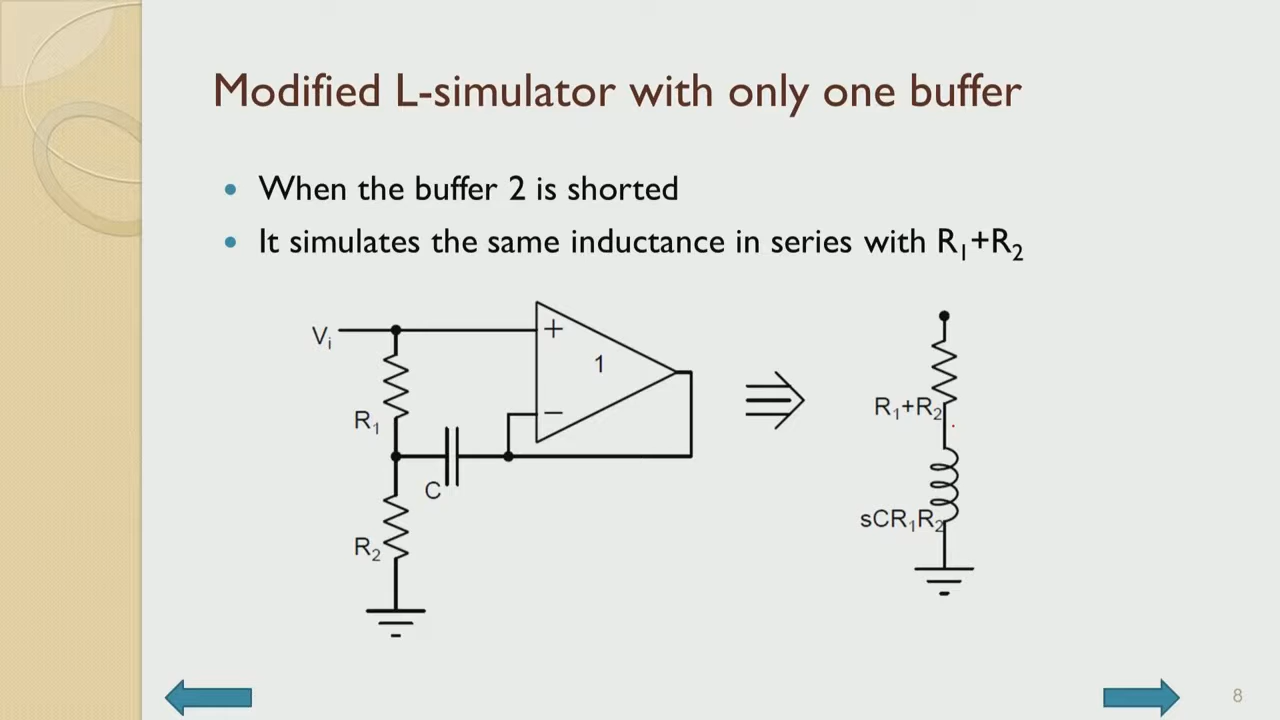 Modified L-simulator with only one buffer
• When the buffer 2 is shorted
• It simulates the same inductance in series with R₁+R₂
Vᵢ
+
1
−
R₁
C
R₂
R₁+R₂
sCR₁R₂
8